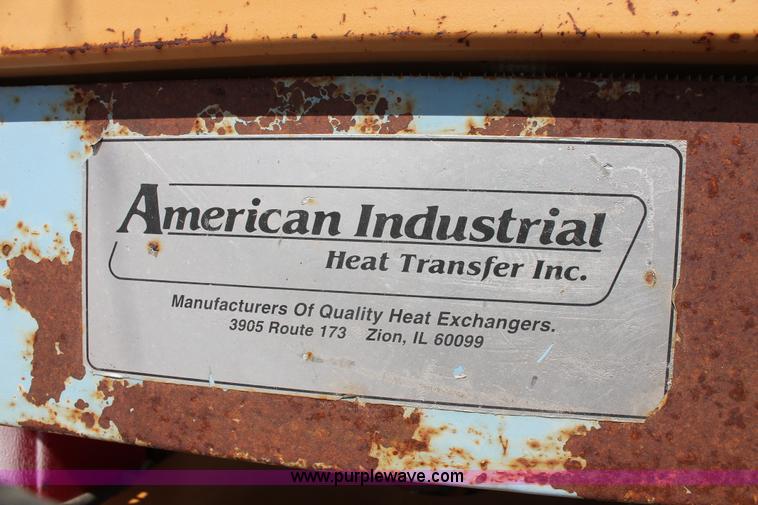 American Industrial
Heat Transfer Inc.
Manufacturers Of Quality Heat Exchangers.
3905 Route 173 Zion, IL 60099
www.purplewave.com